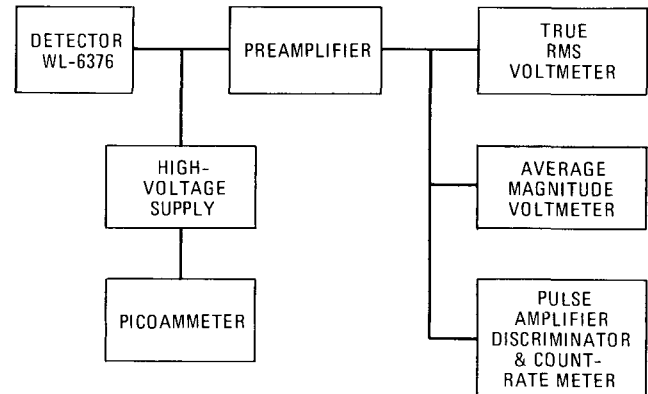 DETECTOR
WL-6376
PREAMPLIFIER
TRUE
RMS
VOLTMETER
HIGH-
VOLTAGE
SUPPLY
AVERAGE
MAGNITUDE
VOLTMETER
PICOAMMETER
PULSE
AMPLIFIER
DISCRIMINATOR
& COUNT-
RATE METER